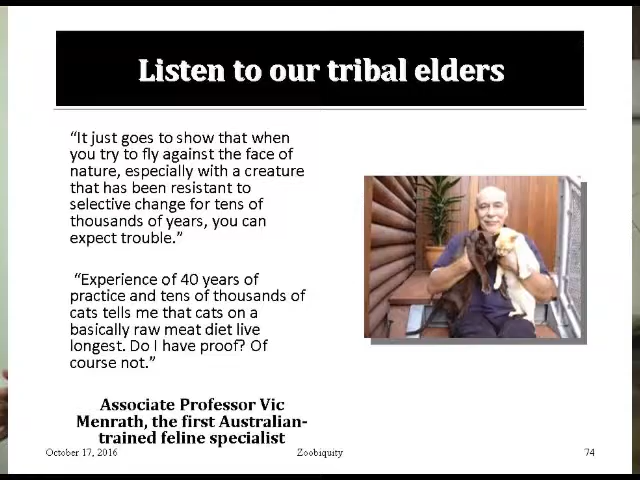 Listen to our tribal elders
“It just goes to show that when
you try to fly against the face of
nature, especially with a creature
that has been resistant to
selective change for tens of
thousands of years, you can
expect trouble.”
“Experience of 40 years of
practice and tens of thousands of
cats tells me that cats on a
basically raw meat diet live
longest. Do I have proof? Of
course not.”
Associate Professor Vic
Menrath, the first Australian-
trained feline specialist
October 17, 2016
Zoobiquity
74